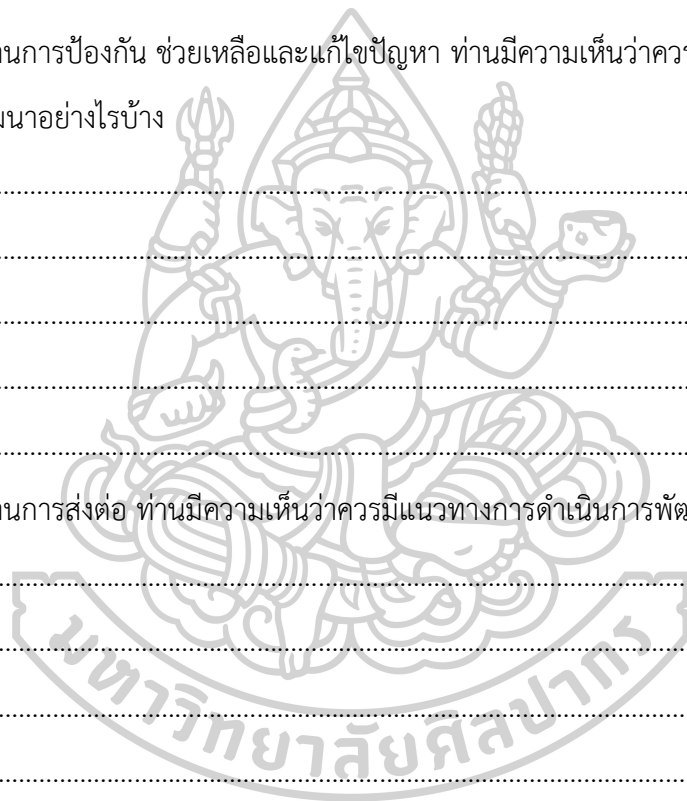 านการป้องกัน ช่วยเหลือและแก้ไขปัญหา ท่านมีความเห็นว่าควร
มนาอย่างไรบ้าง
................................................................................
................................................................................
................................................................................
................................................................................
................................................................................
านการส่งต่อ ท่านมีความเห็นว่าควรมีแนวทางการดำเนินการพัฒ
................................................................................
................................................................................
................................................................................
................................................................................
มหาวิทยาลัยศิลปากร